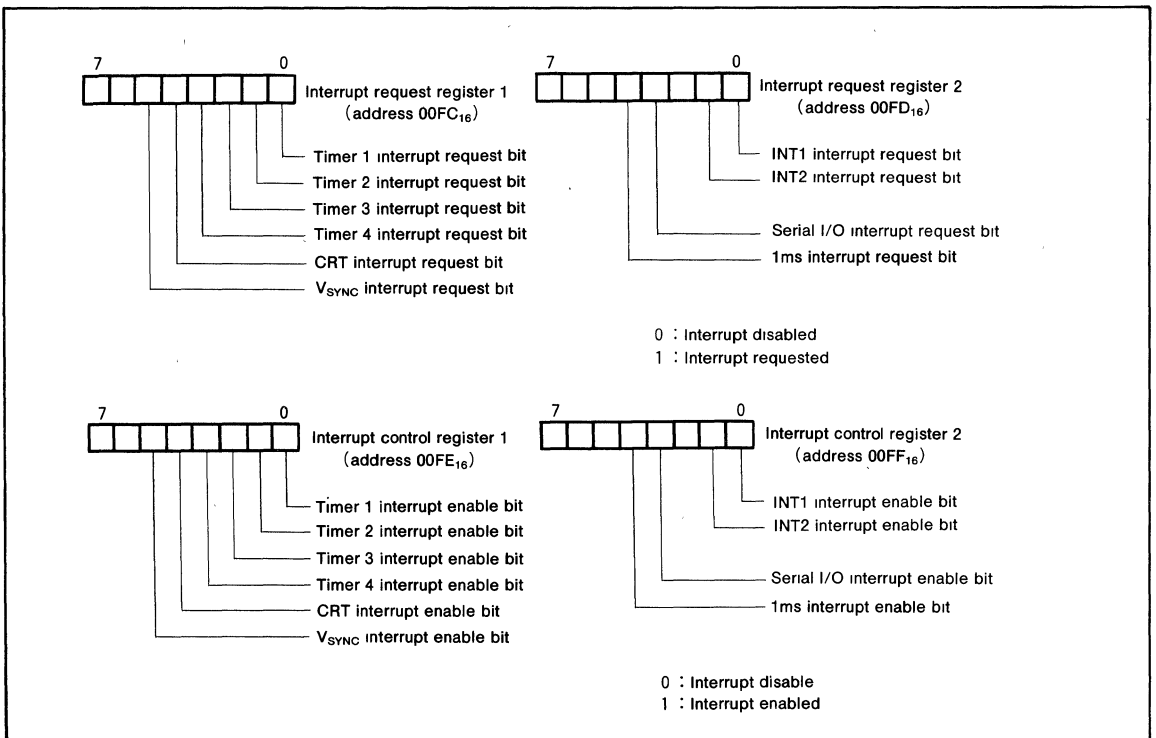 7 0
Interrupt request register 1
(address 00FC₁₆)
Timer 1 interrupt request bit
Timer 2 interrupt request bit
Timer 3 interrupt request bit
Timer 4 interrupt request bit
CRT interrupt request bit
VSYNC interrupt request bit
7 0
Interrupt request register 2
(address 00FD₁₆)
INT1 interrupt request bit
INT2 interrupt request bit
Serial I/O interrupt request bit
1ms interrupt request bit
0 : Interrupt disabled
1 : Interrupt requested
7 0
Interrupt control register 1
(address 00FE₁₆)
Timer 1 interrupt enable bit
Timer 2 interrupt enable bit
Timer 3 interrupt enable bit
Timer 4 interrupt enable bit
CRT interrupt enable bit
VSYNC interrupt enable bit
7 0
Interrupt control register 2
(address 00FF₁₆)
INT1 interrupt enable bit
INT2 interrupt enable bit
Serial I/O interrupt enable bit
1ms interrupt enable bit
0 : Interrupt disable
1 : Interrupt enabled